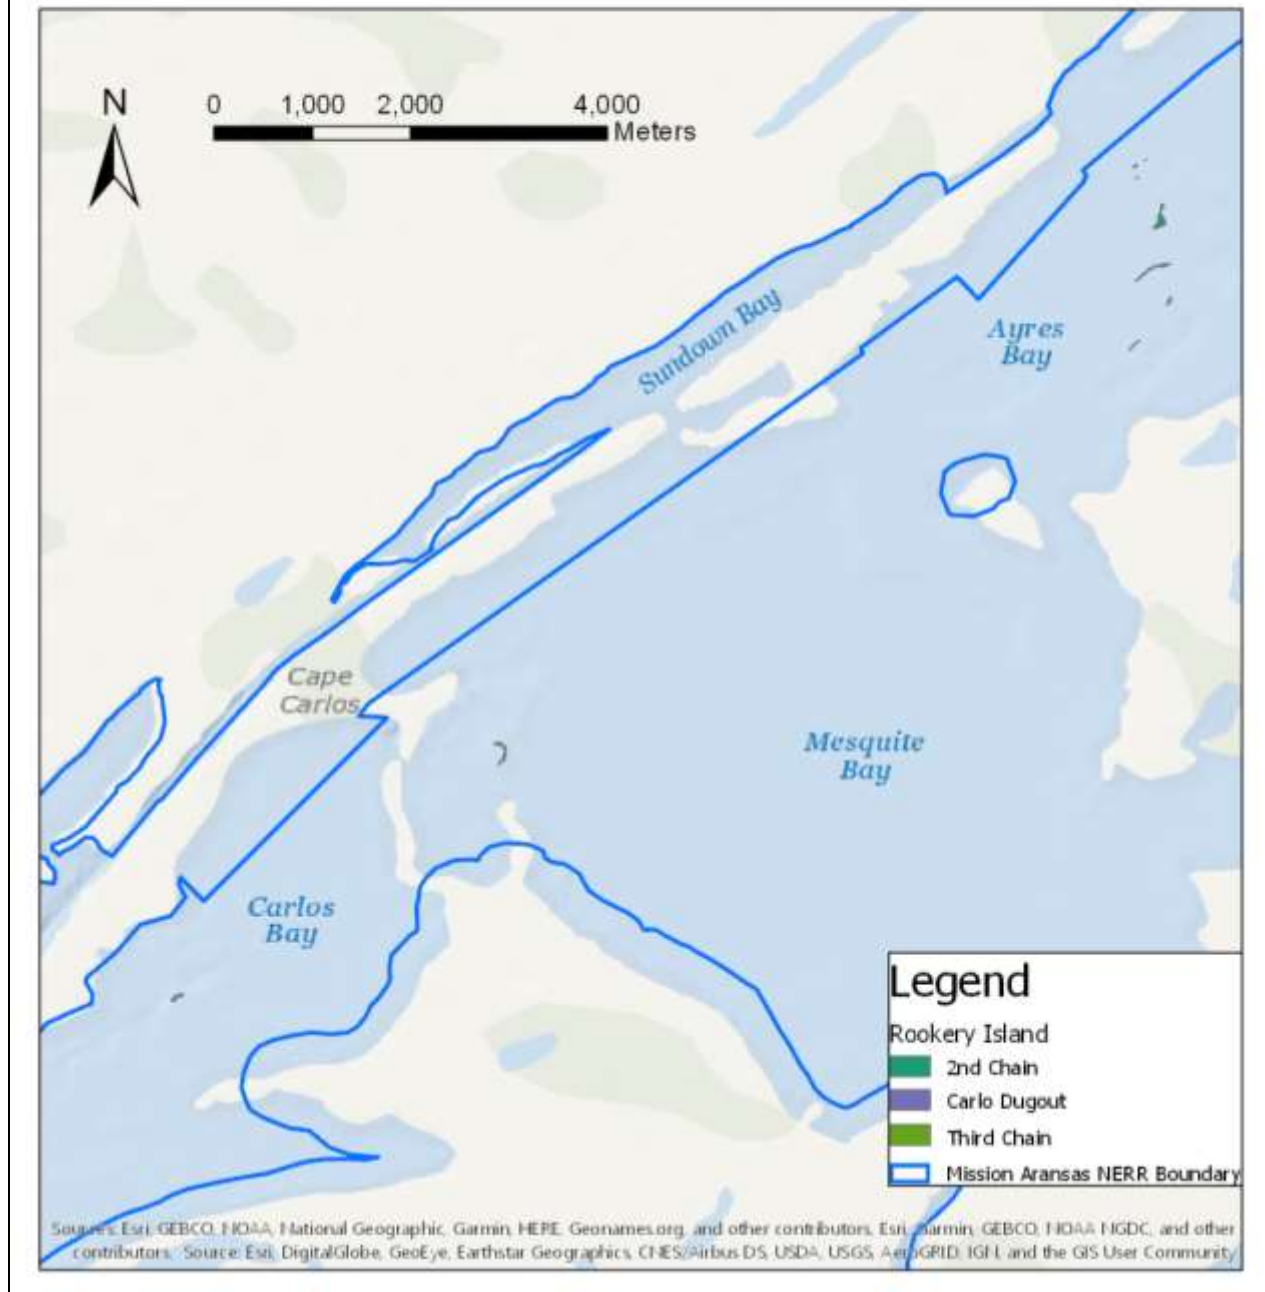 N
0 1,000 2,000 4,000
Meters
Sundown Bay
Ayres
Bay
Cape
Carlos
Mesquite
Bay
Carlos
Bay
Legend
Rookery Island
2nd Chain
Carlo Dugout
Third Chain
Mission Aransas NERR Boundary
Sources: Esri, GEBCO, NOAA, National Geographic, Garmin, HERE, Geonames.org, and other contributors, Esri, Garmin, GEBCO, NOAA NGDC, and other
contributors, Source: Esri, DigitalGlobe, GeoEye, Earthstar Geographics, CNES/Airbus DS, USDA, USGS, AeroGRID, IGN, and the GIS User Community